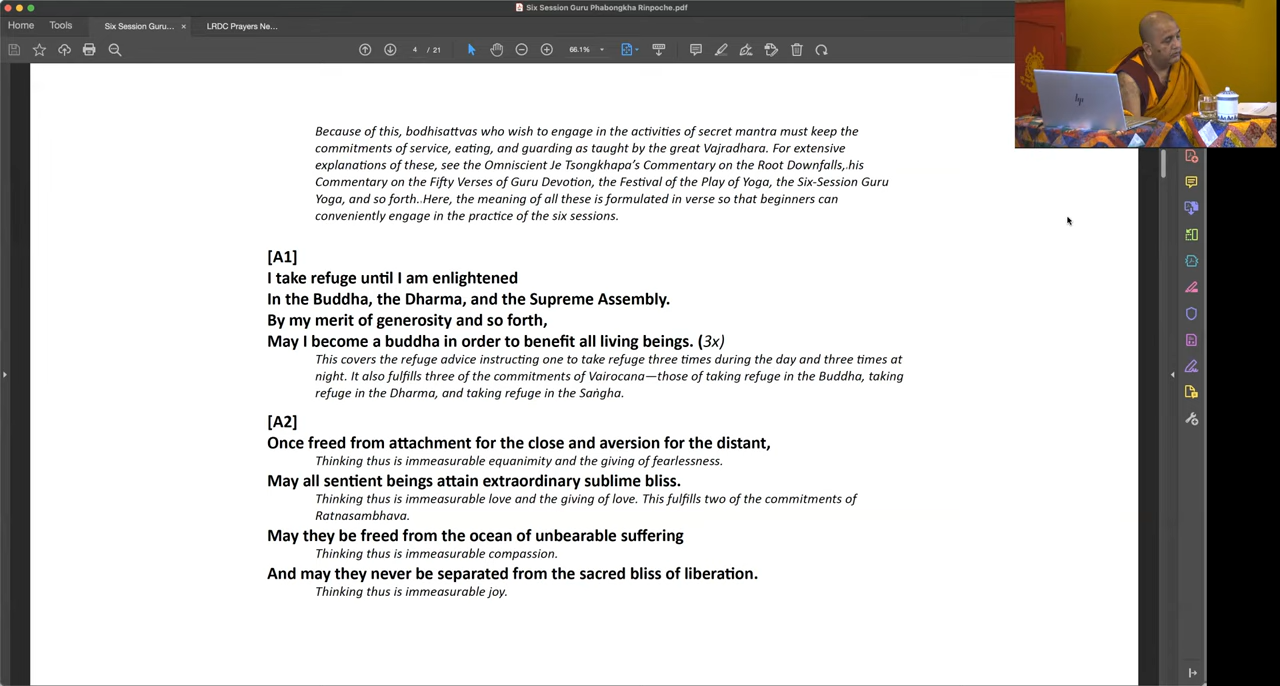 Six Session Guru Phabongkha Rinpoche.pdf
Home Tools Six Session Guru... × LRDC Prayers Ne...
4 / 21 66.1%
Because of this, bodhisattvas who wish to engage in the activities of secret mantra must keep the
commitments of service, eating, and guarding as taught by the great Vajradhara. For extensive
explanations of these, see the Omniscient Je Tsongkhapa’s Commentary on the Root Downfalls,.his
Commentary on the Fifty Verses of Guru Devotion, the Festival of the Play of Yoga, the Six-Session Guru
Yoga, and so forth..Here, the meaning of all these is formulated in verse so that beginners can
conveniently engage in the practice of the six sessions.
[A1]
I take refuge until I am enlightened
In the Buddha, the Dharma, and the Supreme Assembly.
By my merit of generosity and so forth,
May I become a buddha in order to benefit all living beings. (3x)
This covers the refuge advice instructing one to take refuge three times during the day and three times at
night. It also fulfills three of the commitments of Vairocana—those of taking refuge in the Buddha, taking
refuge in the Dharma, and taking refuge in the Saṅgha.
[A2]
Once freed from attachment for the close and aversion for the distant,
Thinking thus is immeasurable equanimity and the giving of fearlessness.
May all sentient beings attain extraordinary sublime bliss.
Thinking thus is immeasurable love and the giving of love. This fulfills two of the commitments of
Ratnasambhava.
May they be freed from the ocean of unbearable suffering
Thinking thus is immeasurable compassion.
And may they never be separated from the sacred bliss of liberation.
Thinking thus is immeasurable joy.
hp